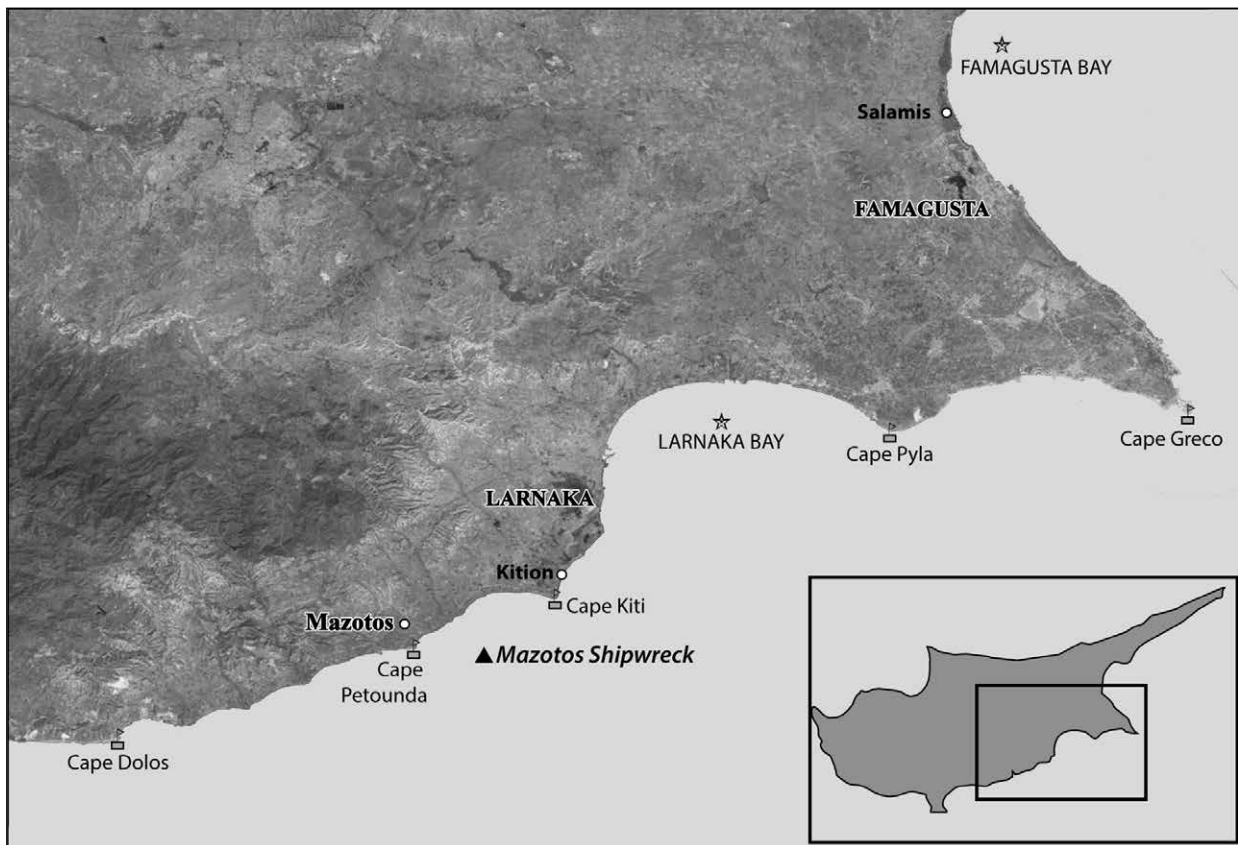 FAMAGUSTA BAY
Salamis
FAMAGUSTA
LARNAKA BAY
Cape Pyla
Cape Greco
LARNAKA
Kition
Cape Kiti
Mazotos
Mazotos Shipwreck
Cape
Petounda
Cape Dolos